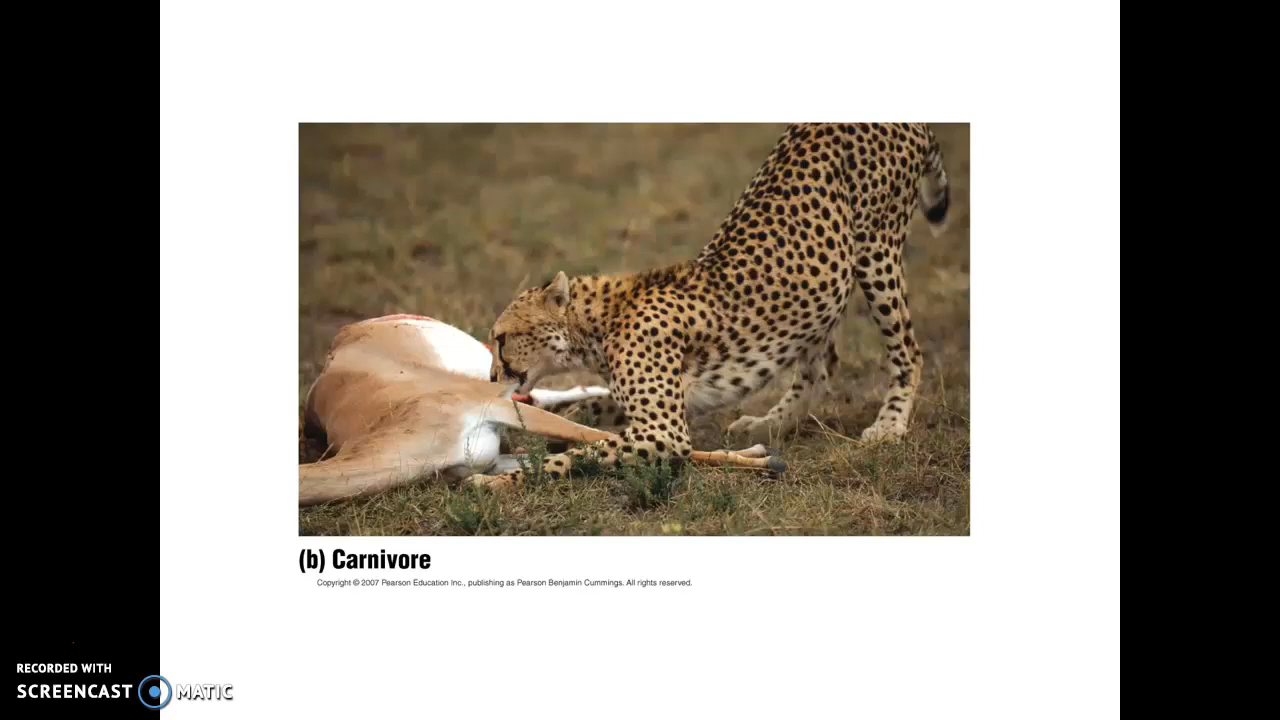 (b) Carnivore
Copyright © 2007 Pearson Education Inc., publishing as Pearson Benjamin Cummings. All rights reserved.
RECORDED WITH
SCREENCAST MATIC